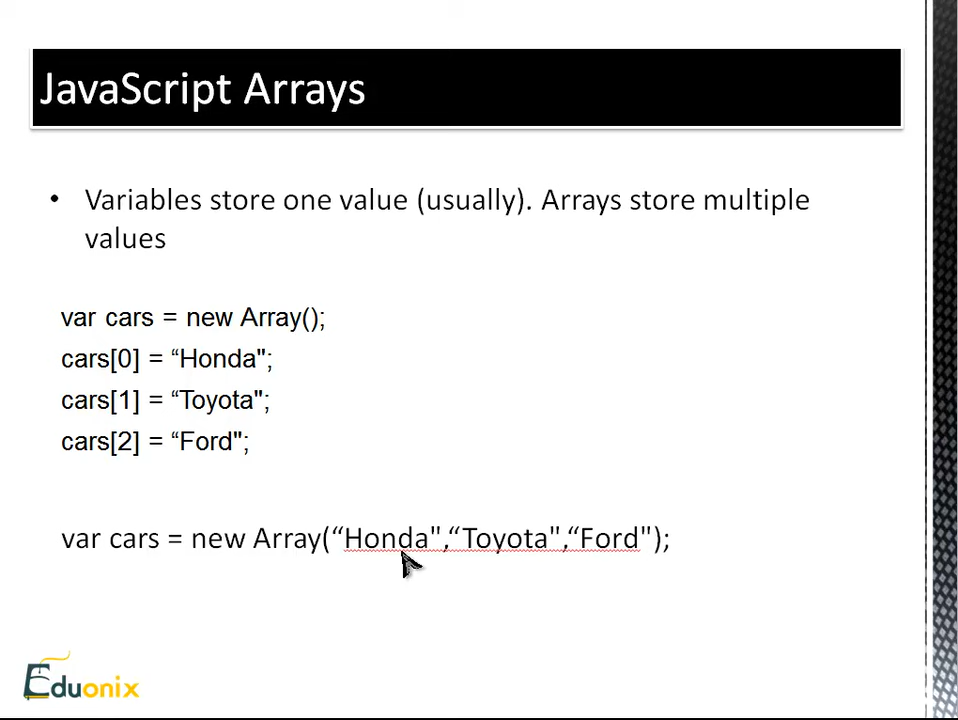 JavaScript Arrays
• Variables store one value (usually). Arrays store multiple
values
var cars = new Array();
cars[0] = “Honda";
cars[1] = “Toyota";
cars[2] = “Ford";
var cars = new Array(“Honda",“Toyota",“Ford");
Eduonix